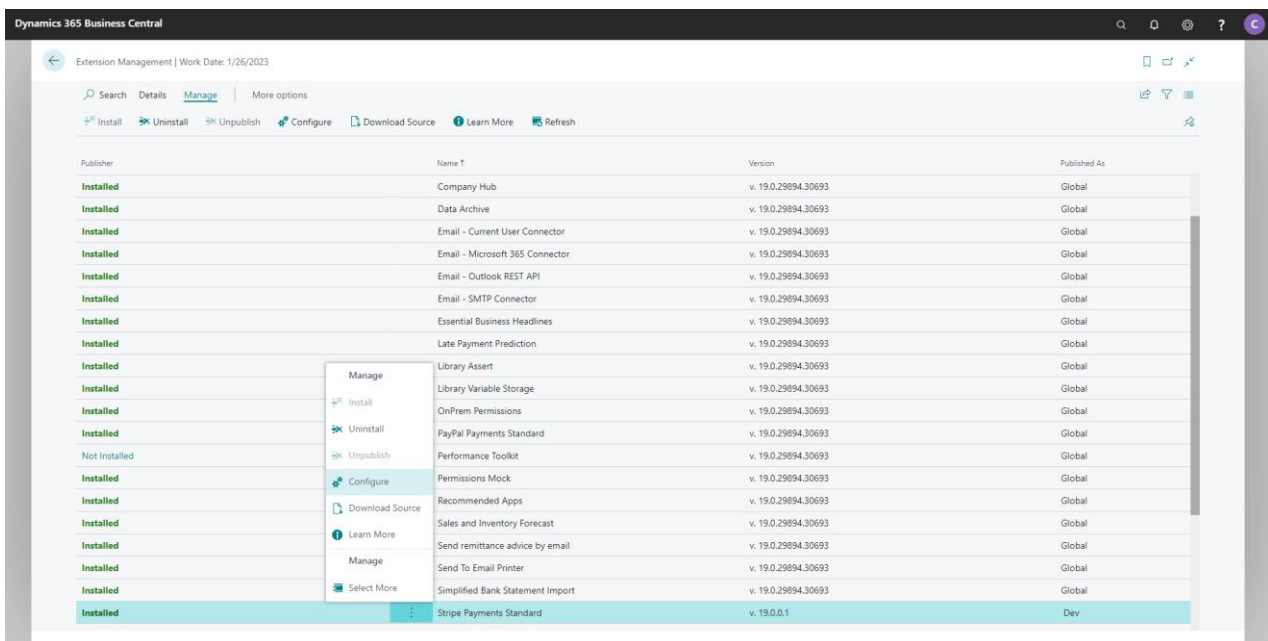 Dynamics 365 Business Central
? C
Extension Management | Work Date: 1/26/2023
Search Details Manage | More options
Install Uninstall Unpublish Configure Download Source Learn More Refresh
Publisher Name ↑ Version Published As
Installed Company Hub v. 19.0.29894.30693 Global
Installed Data Archive v. 19.0.29894.30693 Global
Installed Email - Current User Connector v. 19.0.29894.30693 Global
Installed Email - Microsoft 365 Connector v. 19.0.29894.30693 Global
Installed Email - Outlook REST API v. 19.0.29894.30693 Global
Installed Email - SMTP Connector v. 19.0.29894.30693 Global
Installed Essential Business Headlines v. 19.0.29894.30693 Global
Installed Late Payment Prediction v. 19.0.29894.30693 Global
Installed Library Assert v. 19.0.29894.30693 Global
Installed Library Variable Storage v. 19.0.29894.30693 Global
Installed OnPrem Permissions v. 19.0.29894.30693 Global
Installed PayPal Payments Standard v. 19.0.29894.30693 Global
Not Installed Performance Toolkit v. 19.0.29894.30693 Global
Installed Permissions Mock v. 19.0.29894.30693 Global
Installed Recommended Apps v. 19.0.29894.30693 Global
Installed Sales and Inventory Forecast v. 19.0.29894.30693 Global
Installed Send remittance advice by email v. 19.0.29894.30693 Global
Installed Send To Email Printer v. 19.0.29894.30693 Global
Installed Simplified Bank Statement Import v. 19.0.29894.30693 Global
Installed Stripe Payments Standard v. 19.0.0.1 Dev
Manage
Install
Uninstall
Unpublish
Configure
Download Source
Learn More
Manage
Select More